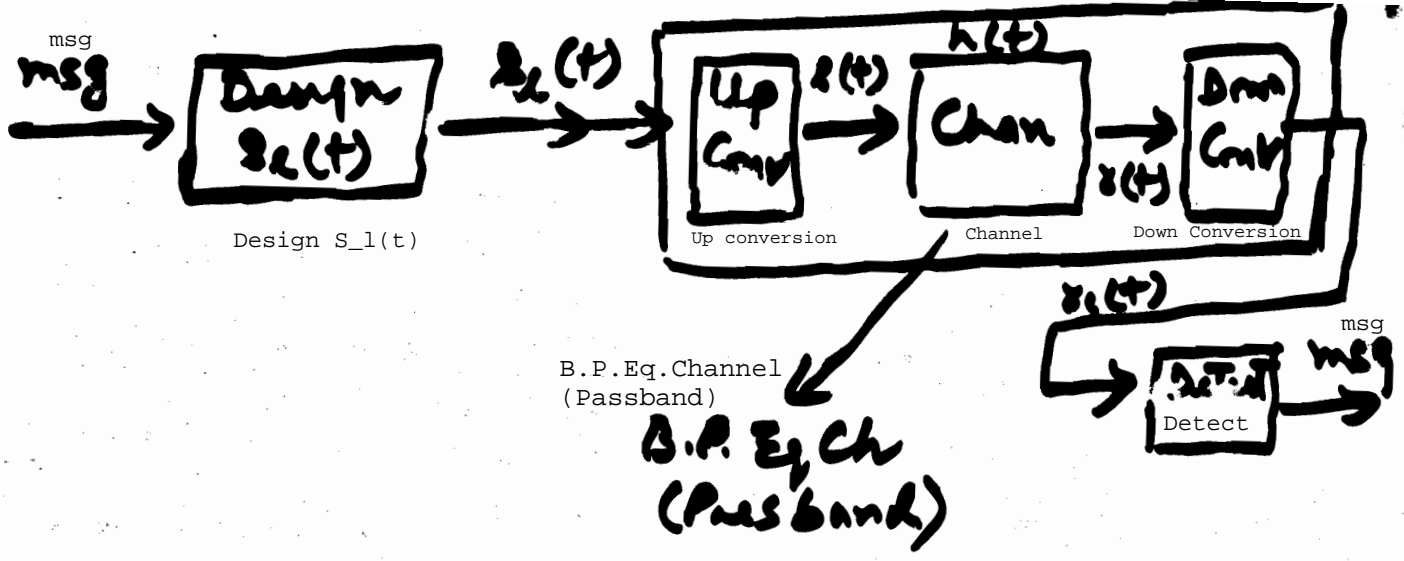 msg
msg
Design
s_l(t)
Design S_l(t)
s_l(t)
Up
Conv
Up conversion
s(t)
h(t)
Chan
Channel
r(t)
Down
Conv
Down Conversion
r_l(t)
B.P.Eq.Channel
(Passband)
B.P. Eq Ch
(Passband)
Detect
msg
msg